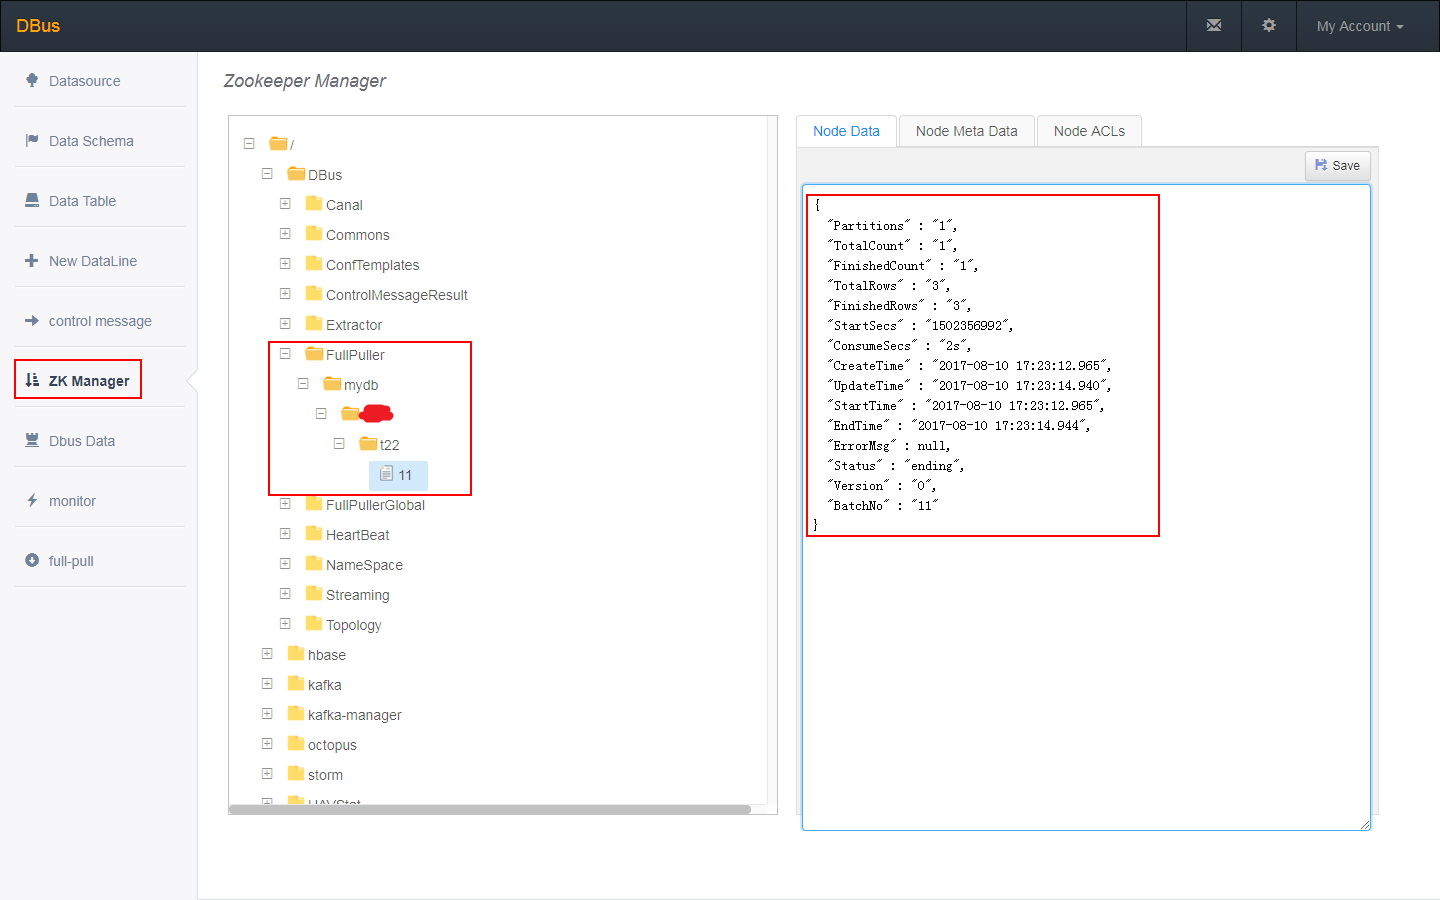 DBus
My Account
Datasource
Data Schema
Data Table
New DataLine
control message
ZK Manager
Dbus Data
monitor
full-pull
Zookeeper Manager
/
DBus
Canal
Commons
ConfTemplates
ControlMessageResult
Extractor
FullPuller
mydb
t22
11
FullPullerGlobal
HeartBeat
NameSpace
Streaming
Topology
hbase
kafka
kafka-manager
octopus
storm
Node Data
Node Meta Data
Node ACLs
Save
{
"Partitions" : "1",
"TotalCount" : "1",
"FinishedCount" : "1",
"TotalRows" : "3",
"FinishedRows" : "3",
"StartSecs" : "1502356992",
"ConsumeSecs" : "2s",
"CreateTime" : "2017-08-10 17:23:12.965",
"UpdateTime" : "2017-08-10 17:23:14.940",
"StartTime" : "2017-08-10 17:23:12.965",
"EndTime" : "2017-08-10 17:23:14.944",
"ErrorMsg" : null,
"Status" : "ending",
"Version" : "0",
"BatchNo" : "11"
}